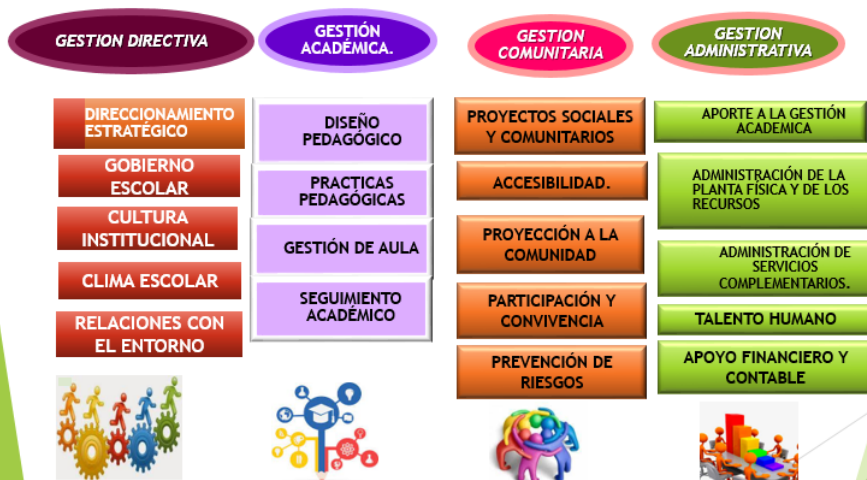 GESTION DIRECTIVA
GESTIÓN
ACADÉMICA.
GESTION
COMUNITARIA
GESTION
ADMINISTRATIVA
DIRECCIONAMIENTO
ESTRATÉGICO
GOBIERNO
ESCOLAR
CULTURA
INSTITUCIONAL
CLIMA ESCOLAR
RELACIONES CON
EL ENTORNO
DISEÑO
PEDAGÓGICO
PRACTICAS
PEDAGÓGICAS
GESTIÓN DE AULA
SEGUIMIENTO
ACADÉMICO
PROYECTOS SOCIALES
Y COMUNITARIOS
ACCESIBILIDAD.
PROYECCIÓN A LA
COMUNIDAD
PARTICIPACIÓN Y
CONVIVENCIA
PREVENCIÓN DE
RIESGOS
APORTE A LA GESTIÓN
ACADEMICA
ADMINISTRACIÓN DE LA
PLANTA FÍSICA Y DE LOS
RECURSOS
ADMINISTRACIÓN DE
SERVICIOS
COMPLEMENTARIOS.
TALENTO HUMANO
APOYO FINANCIERO Y
CONTABLE